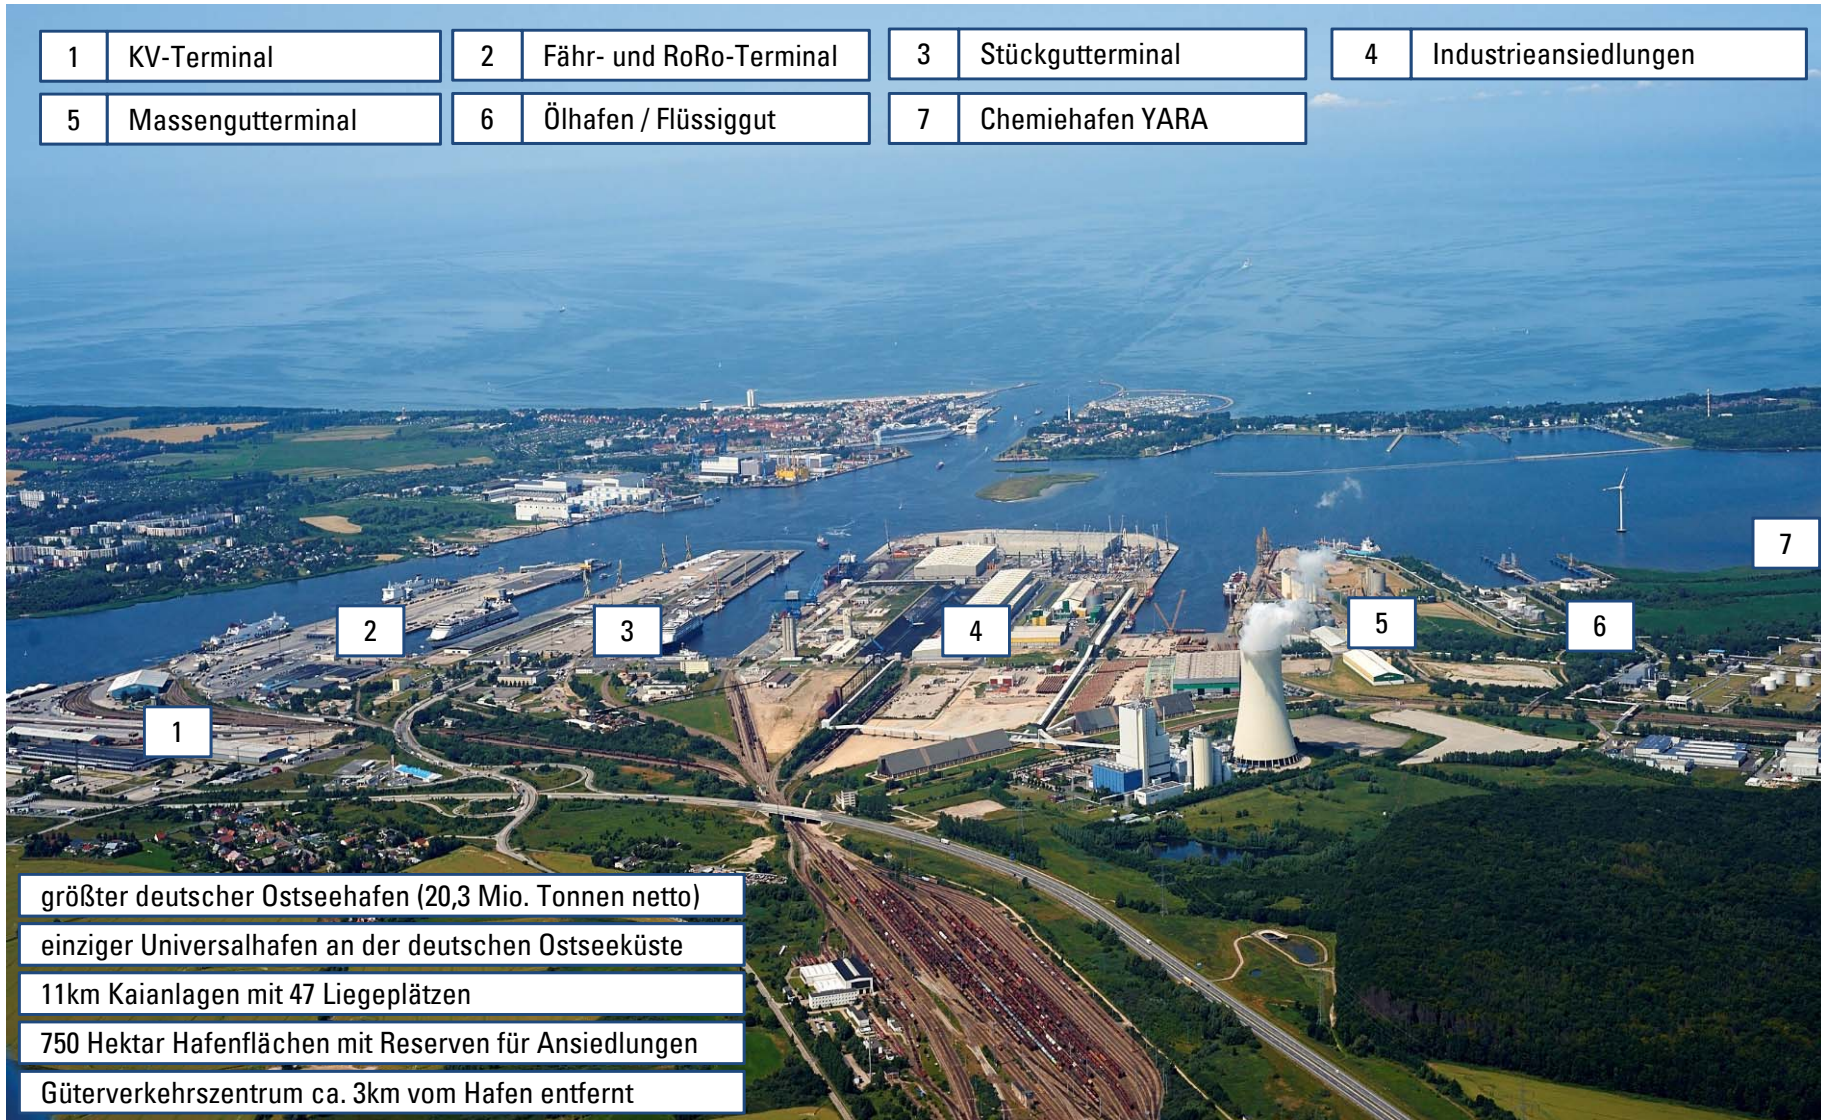 1 KV-Terminal
2 Fähr- und RoRo-Terminal
3 Stückgutterminal
4 Industrieansiedlungen
5 Massengutterminal
6 Ölhafen / Flüssiggut
7 Chemiehafen YARA
7
2
3
4
5
6
1
größter deutscher Ostseehafen (20,3 Mio. Tonnen netto)
einziger Universalhafen an der deutschen Ostseeküste
11km Kaianlagen mit 47 Liegeplätzen
750 Hektar Hafenflächen mit Reserven für Ansiedlungen
Güterverkehrszentrum ca. 3km vom Hafen entfernt